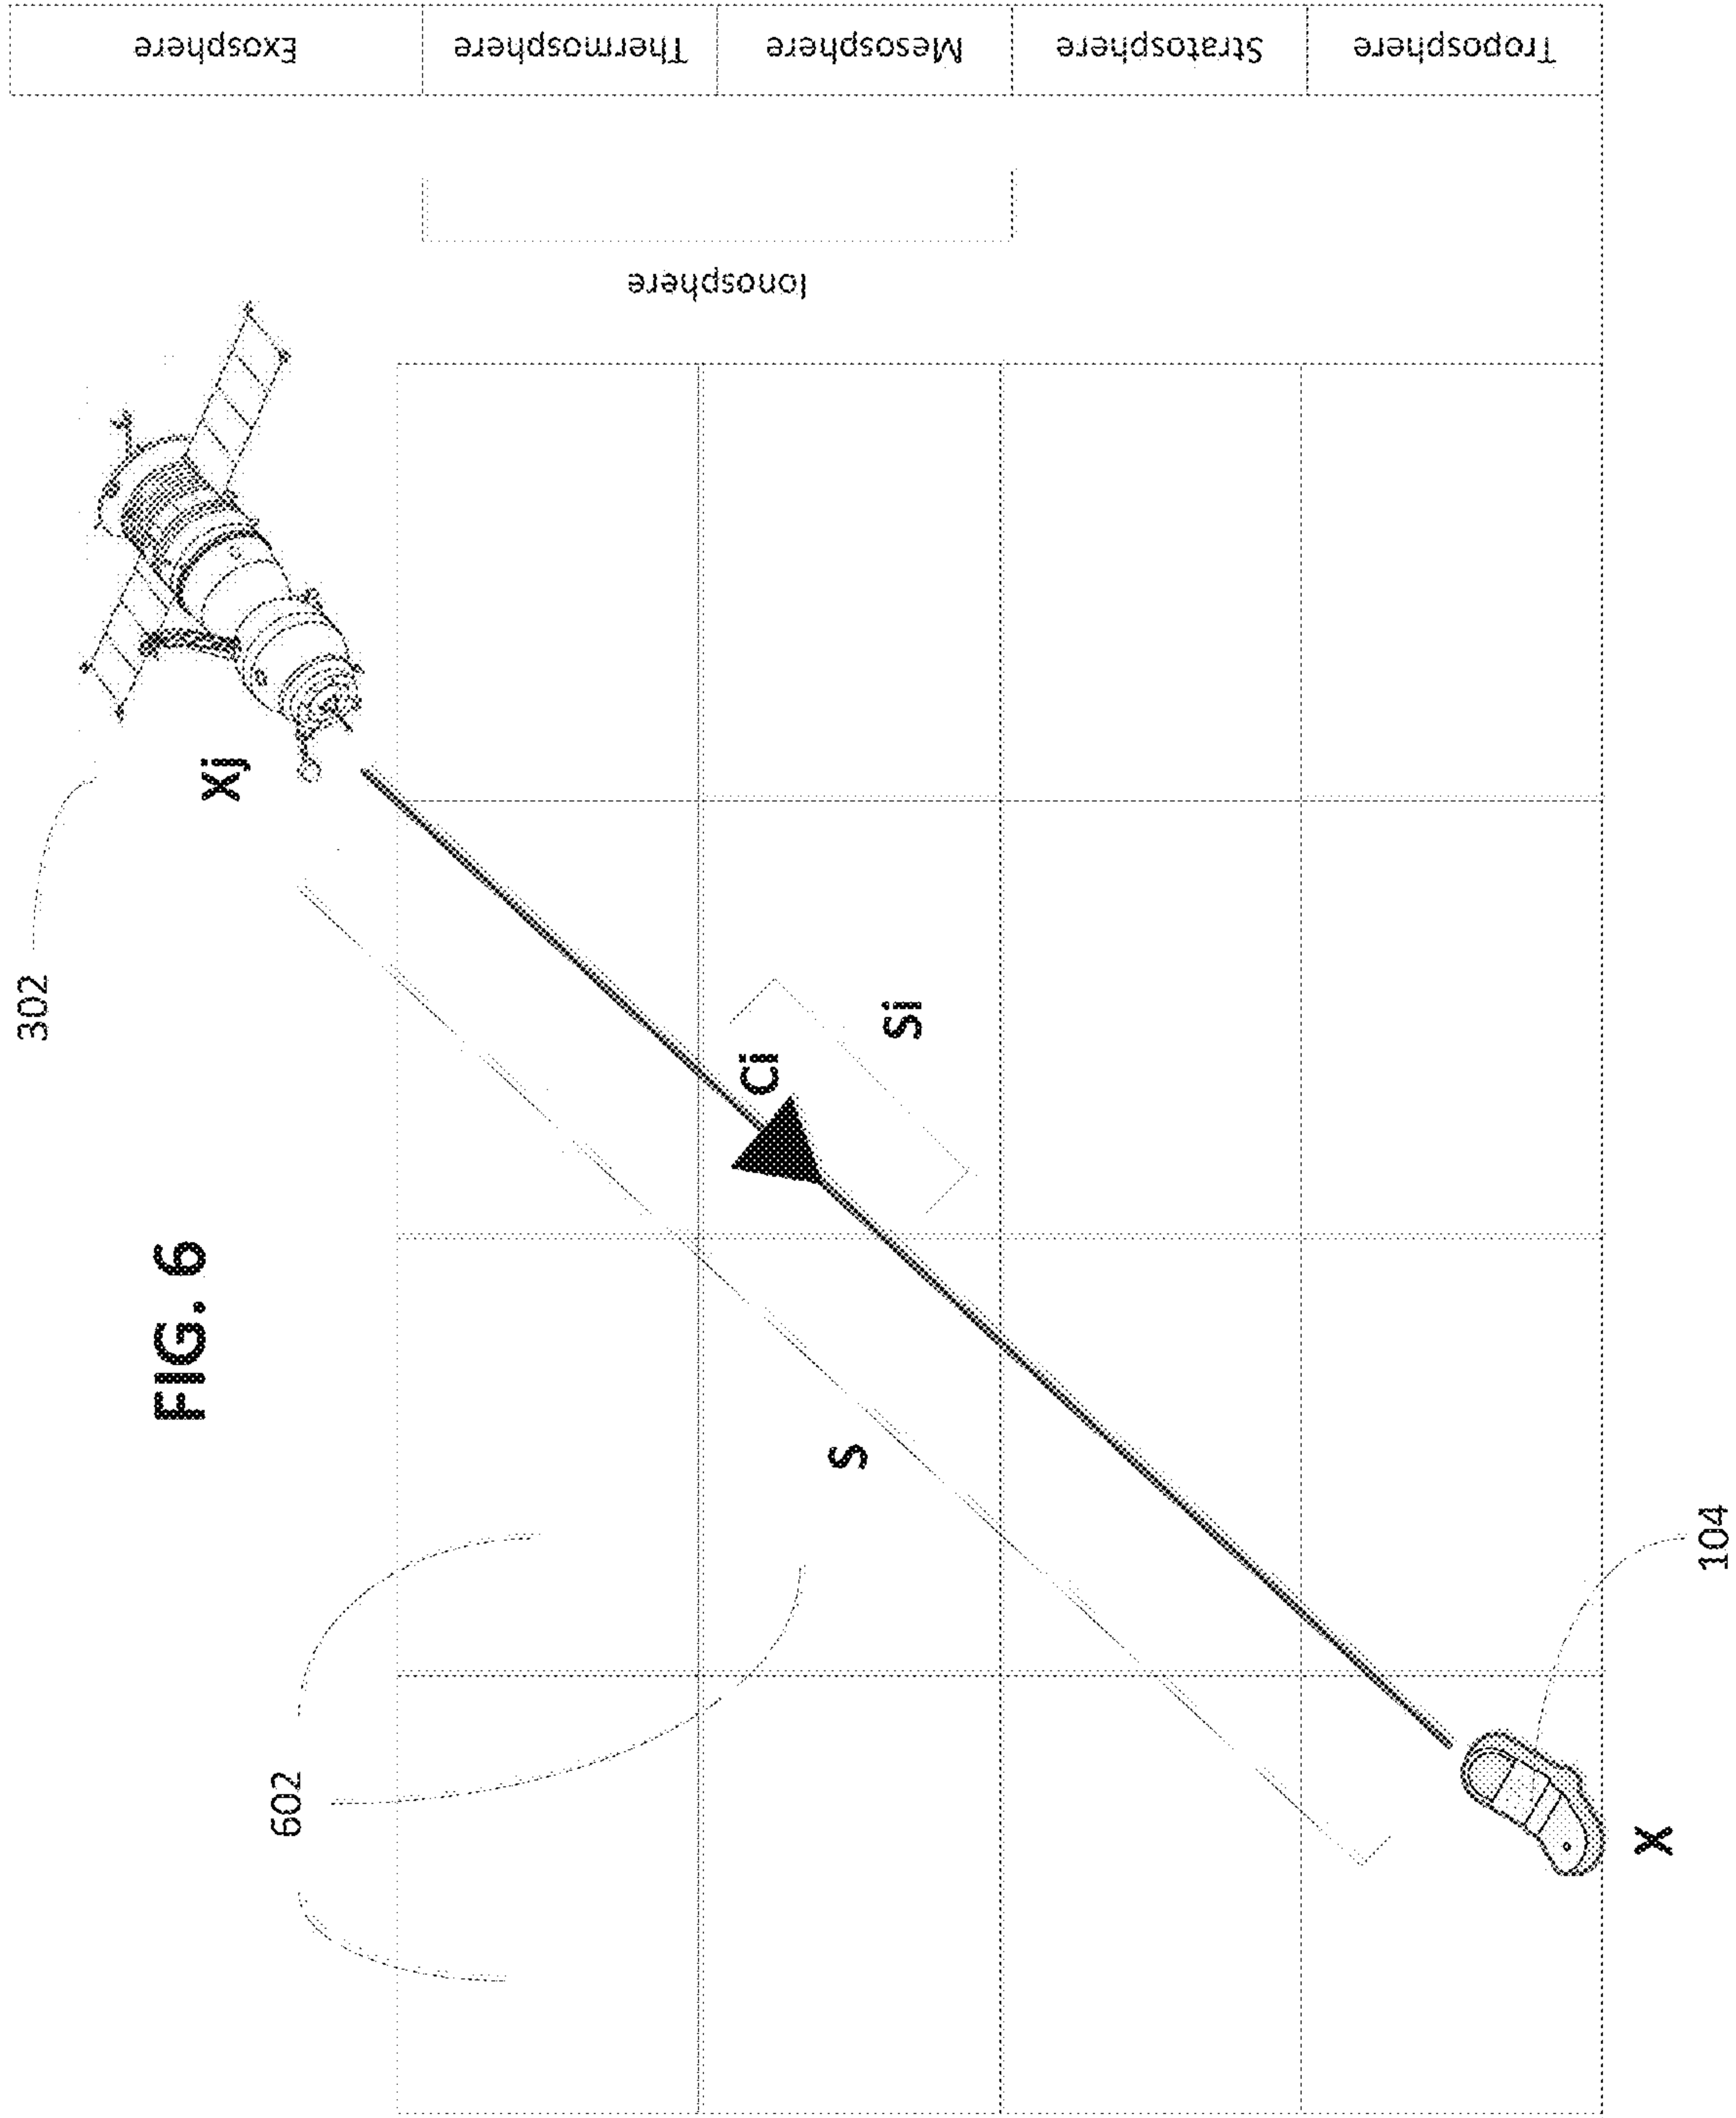 FIG. 6
302
Xj
Exosphere
Thermosphere
Mesosphere
Stratosphere
Troposphere
Ionosphere
Ci
Si
S
602
X
104